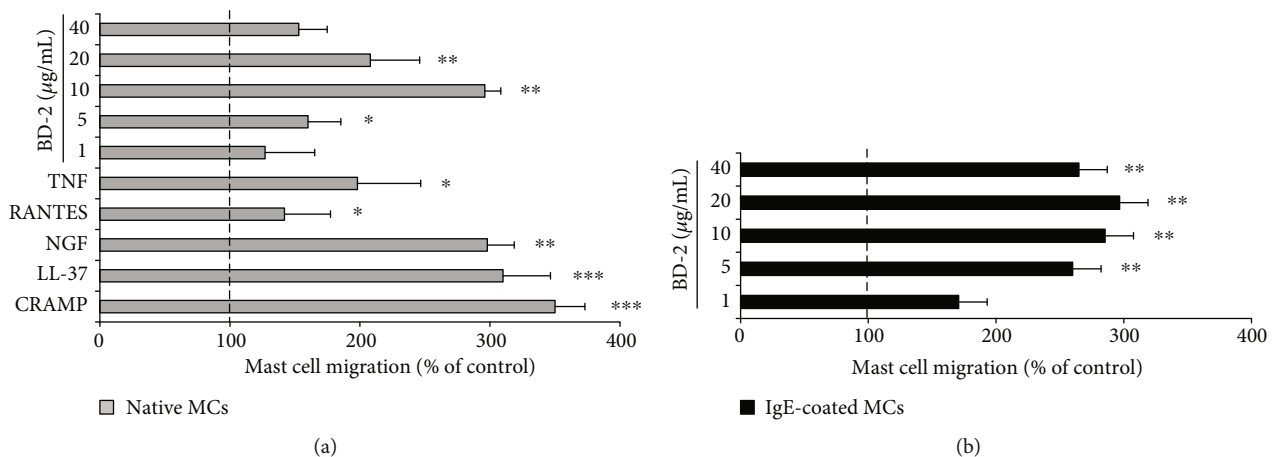 BD-2 (μg/mL)
40
20 **
10 **
5 *
1
TNF *
RANTES *
NGF **
LL-37 ***
CRAMP ***
0 100 200 300 400
Mast cell migration (% of control)
Native MCs
(a)
BD-2 (μg/mL)
40 **
20 **
10 **
5 **
1
0 100 200 300 400
Mast cell migration (% of control)
IgE-coated MCs
(b)